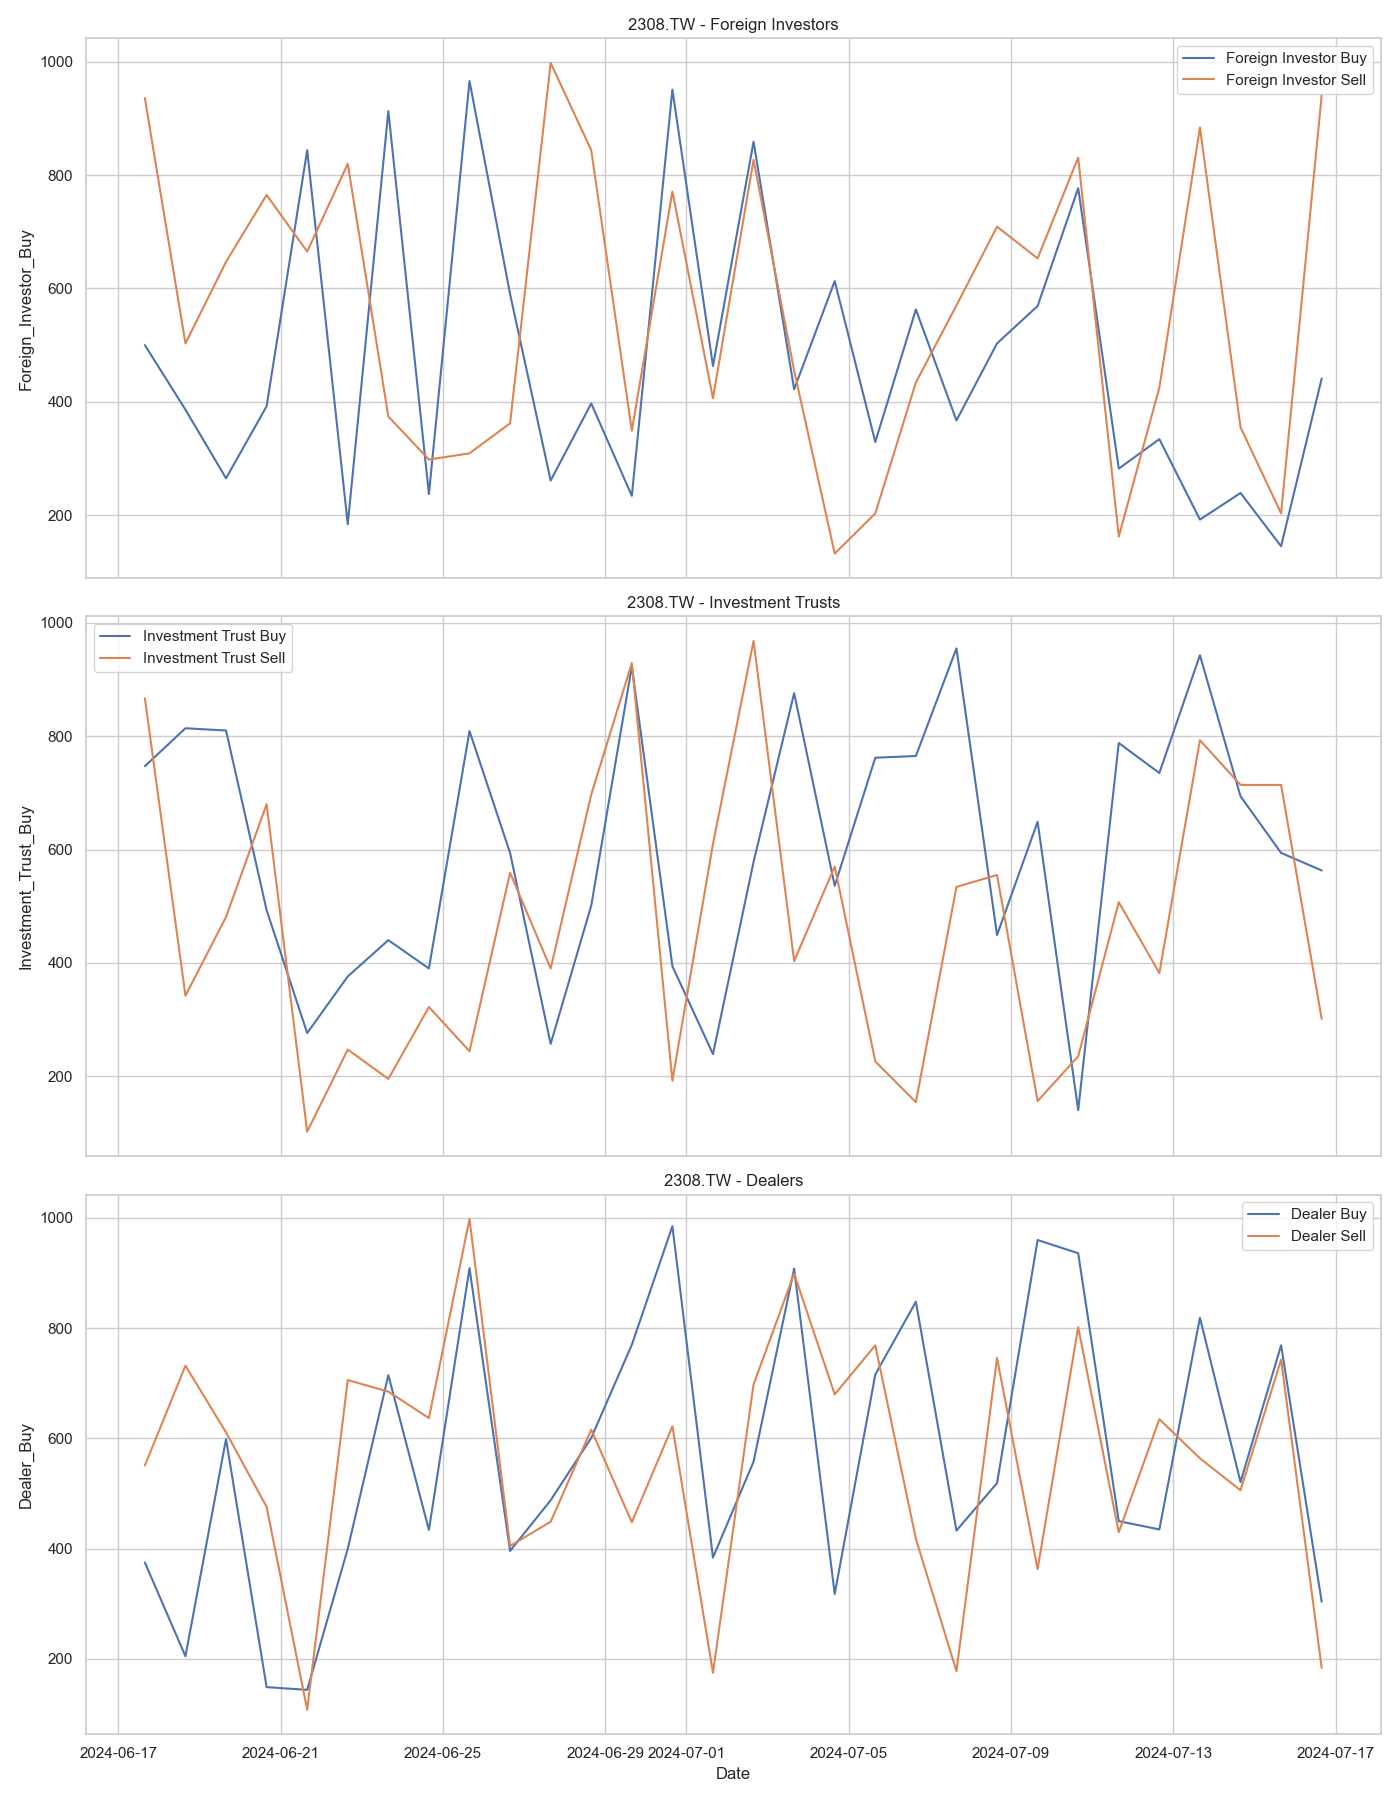 2308.TW - Foreign Investors
Foreign Investor Buy
Foreign Investor Sell
Foreign_Investor_Buy
1000
800
600
400
200
2308.TW - Investment Trusts
Investment Trust Buy
Investment Trust Sell
Investment_Trust_Buy
1000
800
600
400
200
2308.TW - Dealers
Dealer Buy
Dealer Sell
Dealer_Buy
1000
800
600
400
200
2024-06-17 2024-06-21 2024-06-25 2024-06-29 2024-07-01 2024-07-05 2024-07-09 2024-07-13 2024-07-17
Date